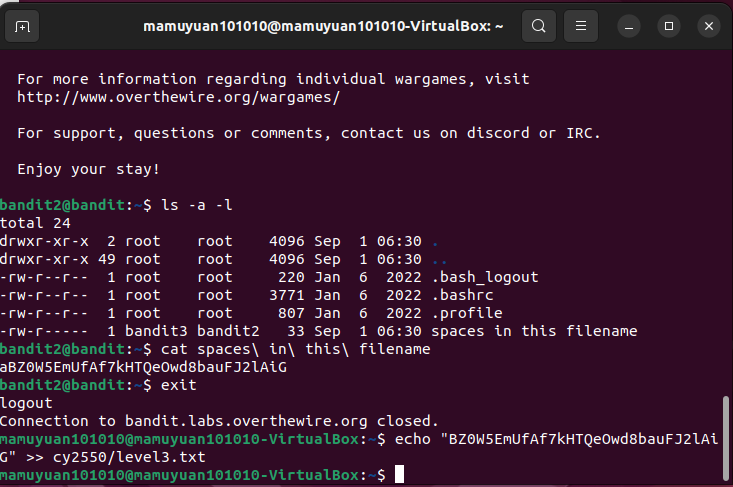 mamuyuan101010@mamuyuan101010-VirtualBox: ~
For more information regarding individual wargames, visit
http://www.overthewire.org/wargames/
For support, questions or comments, contact us on discord or IRC.
Enjoy your stay!
bandit2@bandit:~$ ls -a -l
total 24
drwxr-xr-x  2 root    root    4096 Sep  1 06:30 .
drwxr-xr-x 49 root    root    4096 Sep  1 06:30 ..
-rw-r--r--  1 root    root     220 Jan  6  2022 .bash_logout
-rw-r--r--  1 root    root    3771 Jan  6  2022 .bashrc
-rw-r--r--  1 root    root     807 Jan  6  2022 .profile
-rw-r-----  1 bandit3 bandit2   33 Sep  1 06:30 spaces in this filename
bandit2@bandit:~$ cat spaces\ in\ this\ filename
aBZ0W5EmUfAf7kHTQeOwd8bauFJ2lAiG
bandit2@bandit:~$ exit
logout
Connection to bandit.labs.overthewire.org closed.
mamuyuan101010@mamuyuan101010-VirtualBox:~$ echo "BZ0W5EmUfAf7kHTQeOwd8bauFJ2lAi
G" >> cy2550/level3.txt
mamuyuan101010@mamuyuan101010-VirtualBox:~$